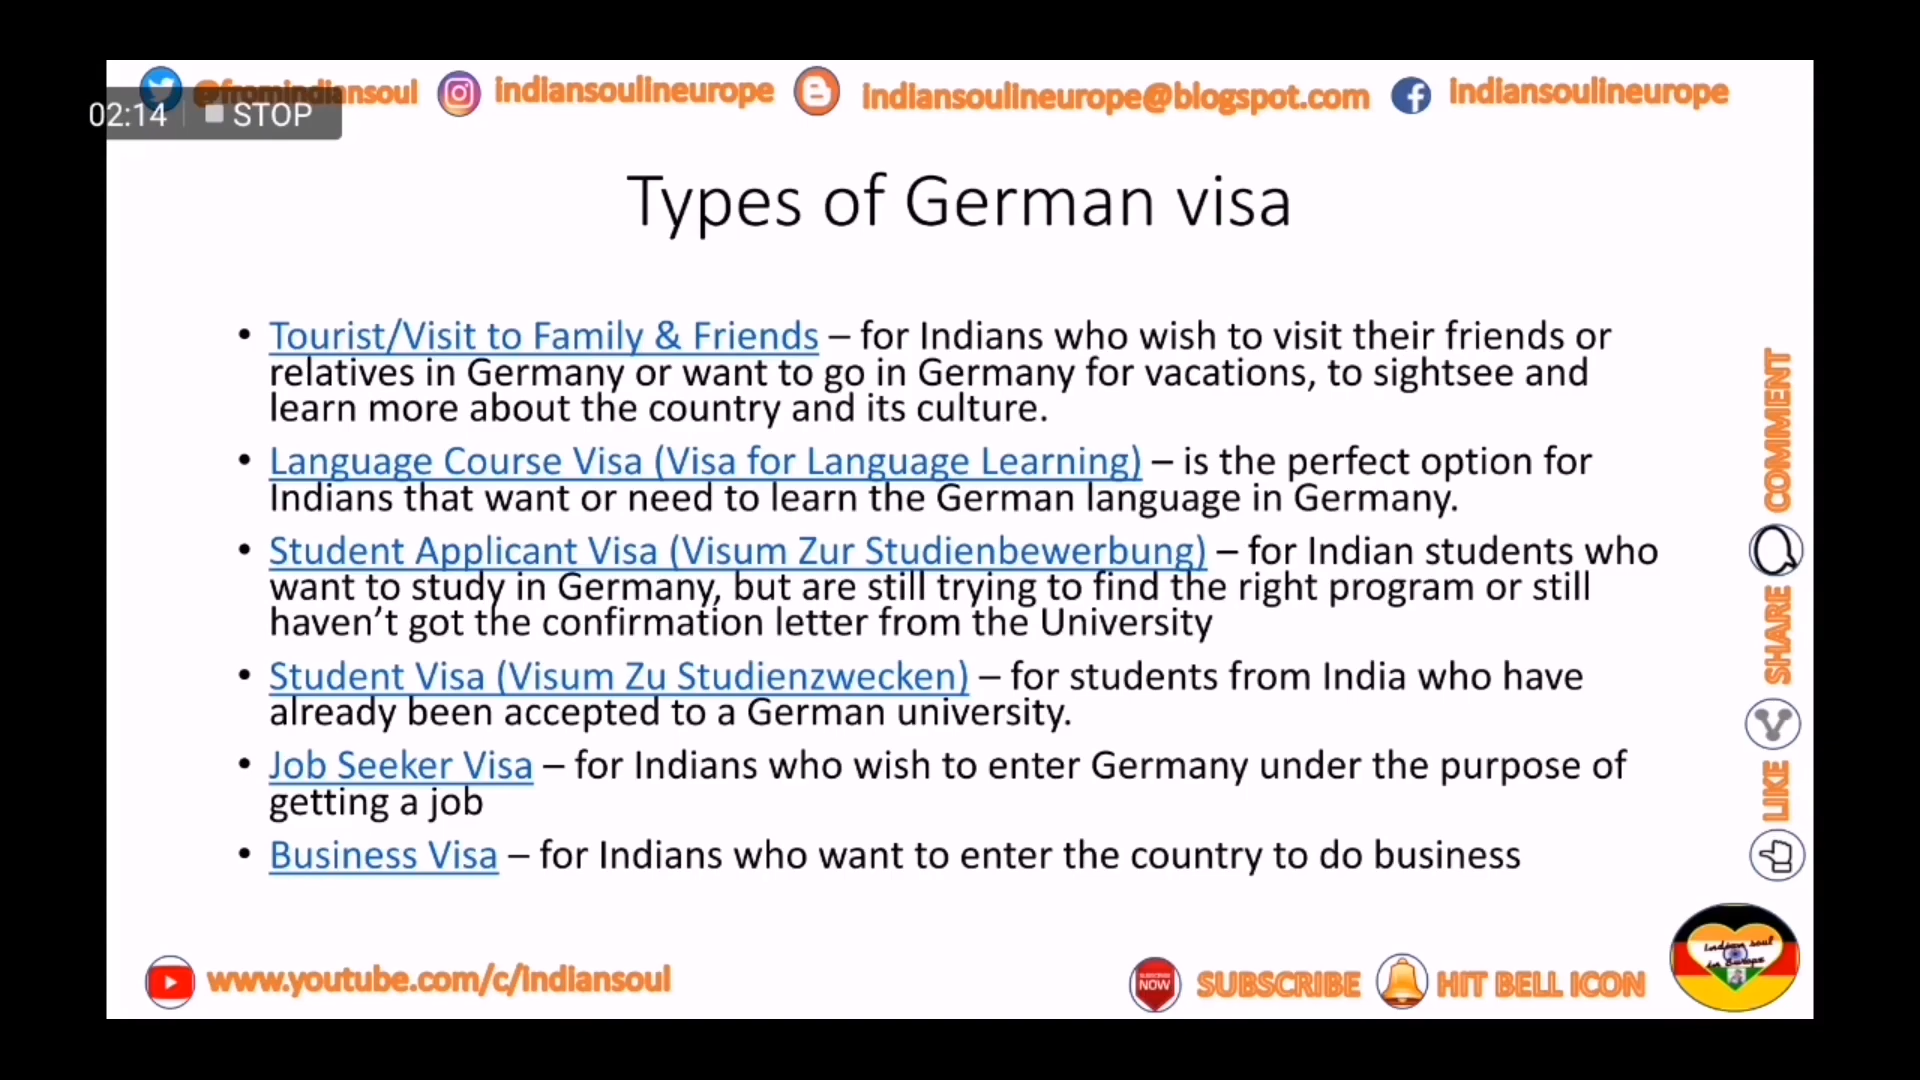 @fromindiansoul
indiansoulineurope
indiansoulineurope@blogspot.com
indiansoulineurope
02:14
STOP
Types of German visa
• Tourist/Visit to Family & Friends – for Indians who wish to visit their friends or
relatives in Germany or want to go in Germany for vacations, to sightsee and
learn more about the country and its culture.
• Language Course Visa (Visa for Language Learning) – is the perfect option for
Indians that want or need to learn the German language in Germany.
• Student Applicant Visa (Visum Zur Studienbewerbung) – for Indian students who
want to study in Germany, but are still trying to find the right program or still
haven’t got the confirmation letter from the University
• Student Visa (Visum Zu Studienzwecken) – for students from India who have
already been accepted to a German university.
• Job Seeker Visa – for Indians who wish to enter Germany under the purpose of
getting a job
• Business Visa – for Indians who want to enter the country to do business
COMMENT
SHARE
LIKE
www.youtube.com/c/Indiansoul
SUBSCRIBE
NOW
SUBSCRIBE
HIT BELL ICON
Indian soul
in Europe